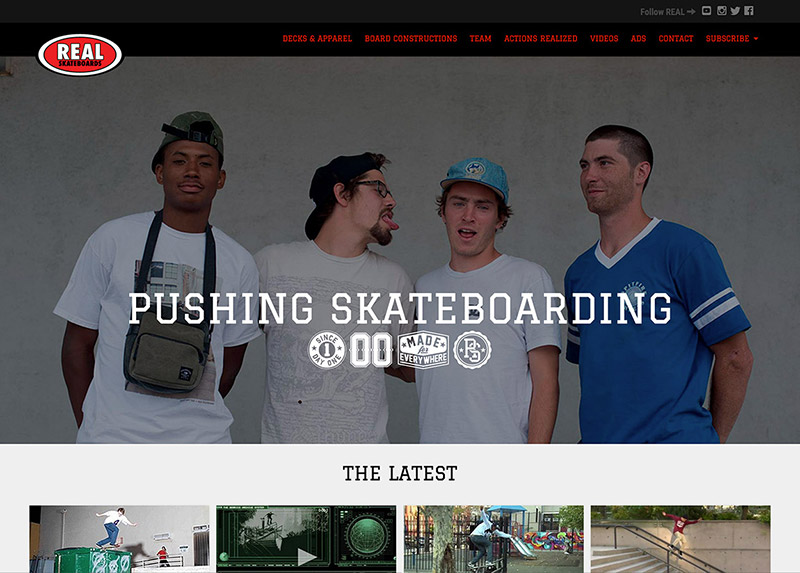 Follow REAL
REAL
SKATEBOARDS
DECKS & APPAREL BOARD CONSTRUCTIONS TEAM ACTIONS REALIZED VIDEOS ADS CONTACT SUBSCRIBE
PUSHING SKATEBOARDING
SINCE
1
DAY ONE
00
MADE
for
EVERYWHERE
PS
THE LATEST